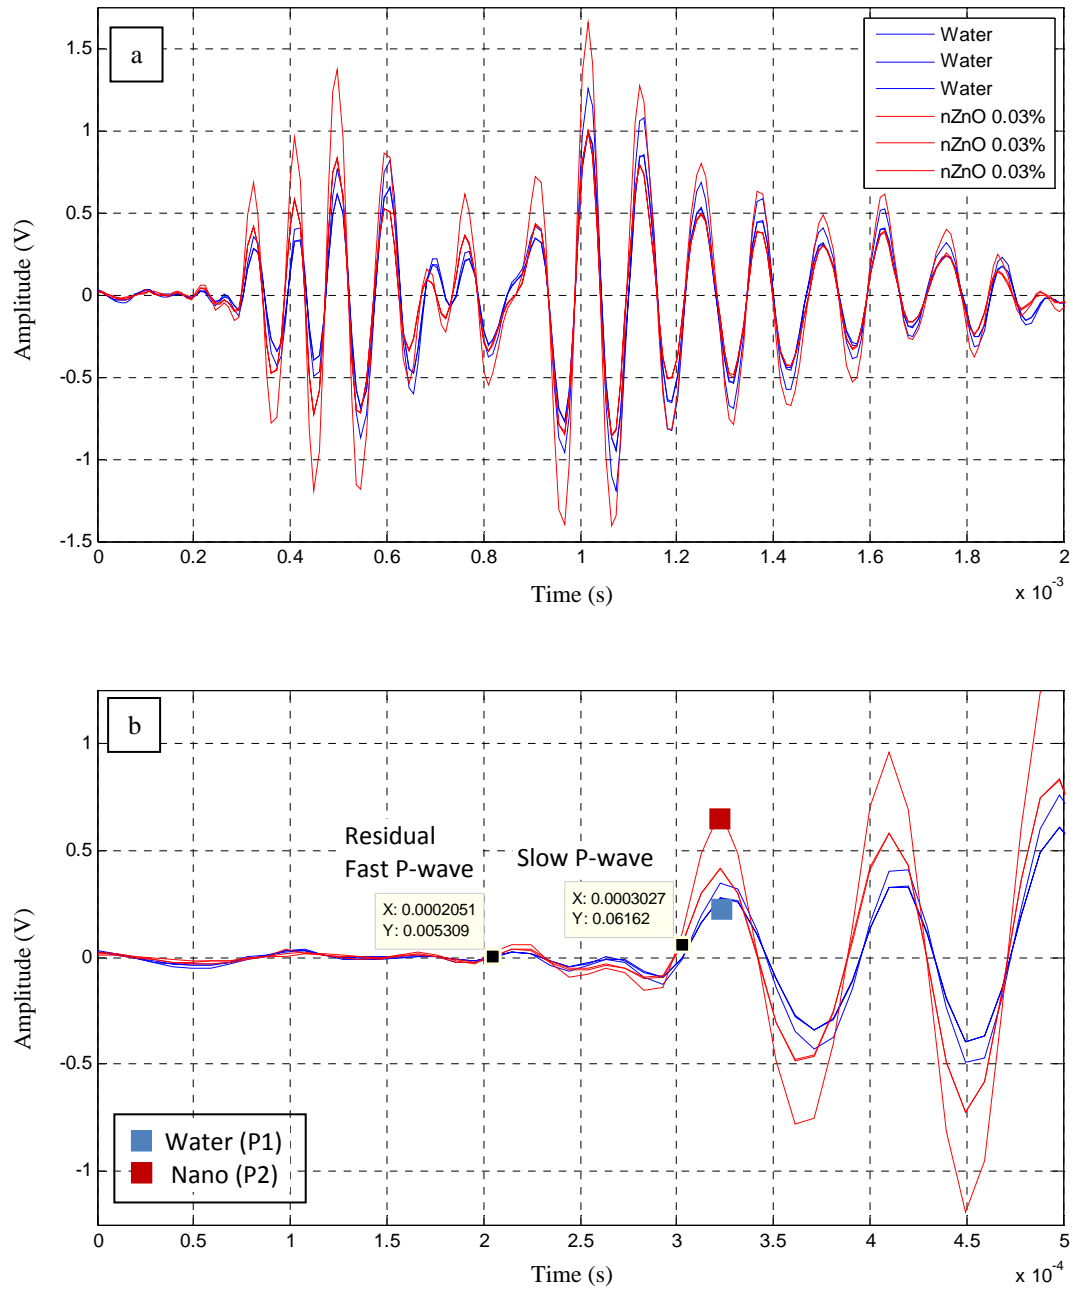 a
Water
Water
Water
nZnO 0.03%
nZnO 0.03%
nZnO 0.03%
1.5
1
0.5
0
-0.5
-1
-1.5
Amplitude (V)
0 0.2 0.4 0.6 0.8 1 1.2 1.4 1.6 1.8 2
Time (s)
x 10⁻³
b
1
0.5
0
-0.5
-1
Amplitude (V)
Residual
Fast P-wave
X: 0.0002051
Y: 0.005309
Slow P-wave
X: 0.0003027
Y: 0.06162
Water (P1)
Nano (P2)
0 0.5 1 1.5 2 2.5 3 3.5 4 4.5 5
Time (s)
x 10⁻⁴